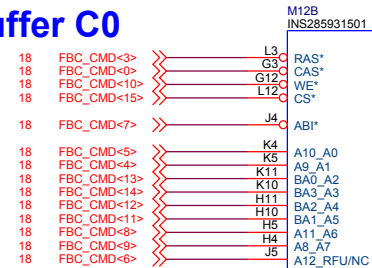 uffer C0
M12B
INS285931501
18 FBC_CMD<3> L3 RAS*
18 FBC_CMD<0> G3 CAS*
18 FBC_CMD<10> G12 WE*
18 FBC_CMD<15> L12 CS*
18 FBC_CMD<7> J4 ABI*
18 FBC_CMD<5> K4 A10_A0
18 FBC_CMD<4> K5 A9_A1
18 FBC_CMD<13> K11 BA0_A2
18 FBC_CMD<14> K10 BA3_A3
18 FBC_CMD<12> H11 BA2_A4
18 FBC_CMD<11> H10 BA1_A5
18 FBC_CMD<8> H5 A11_A6
18 FBC_CMD<9> H4 A8_A7
18 FBC_CMD<6> J5 A12_RFU/NC